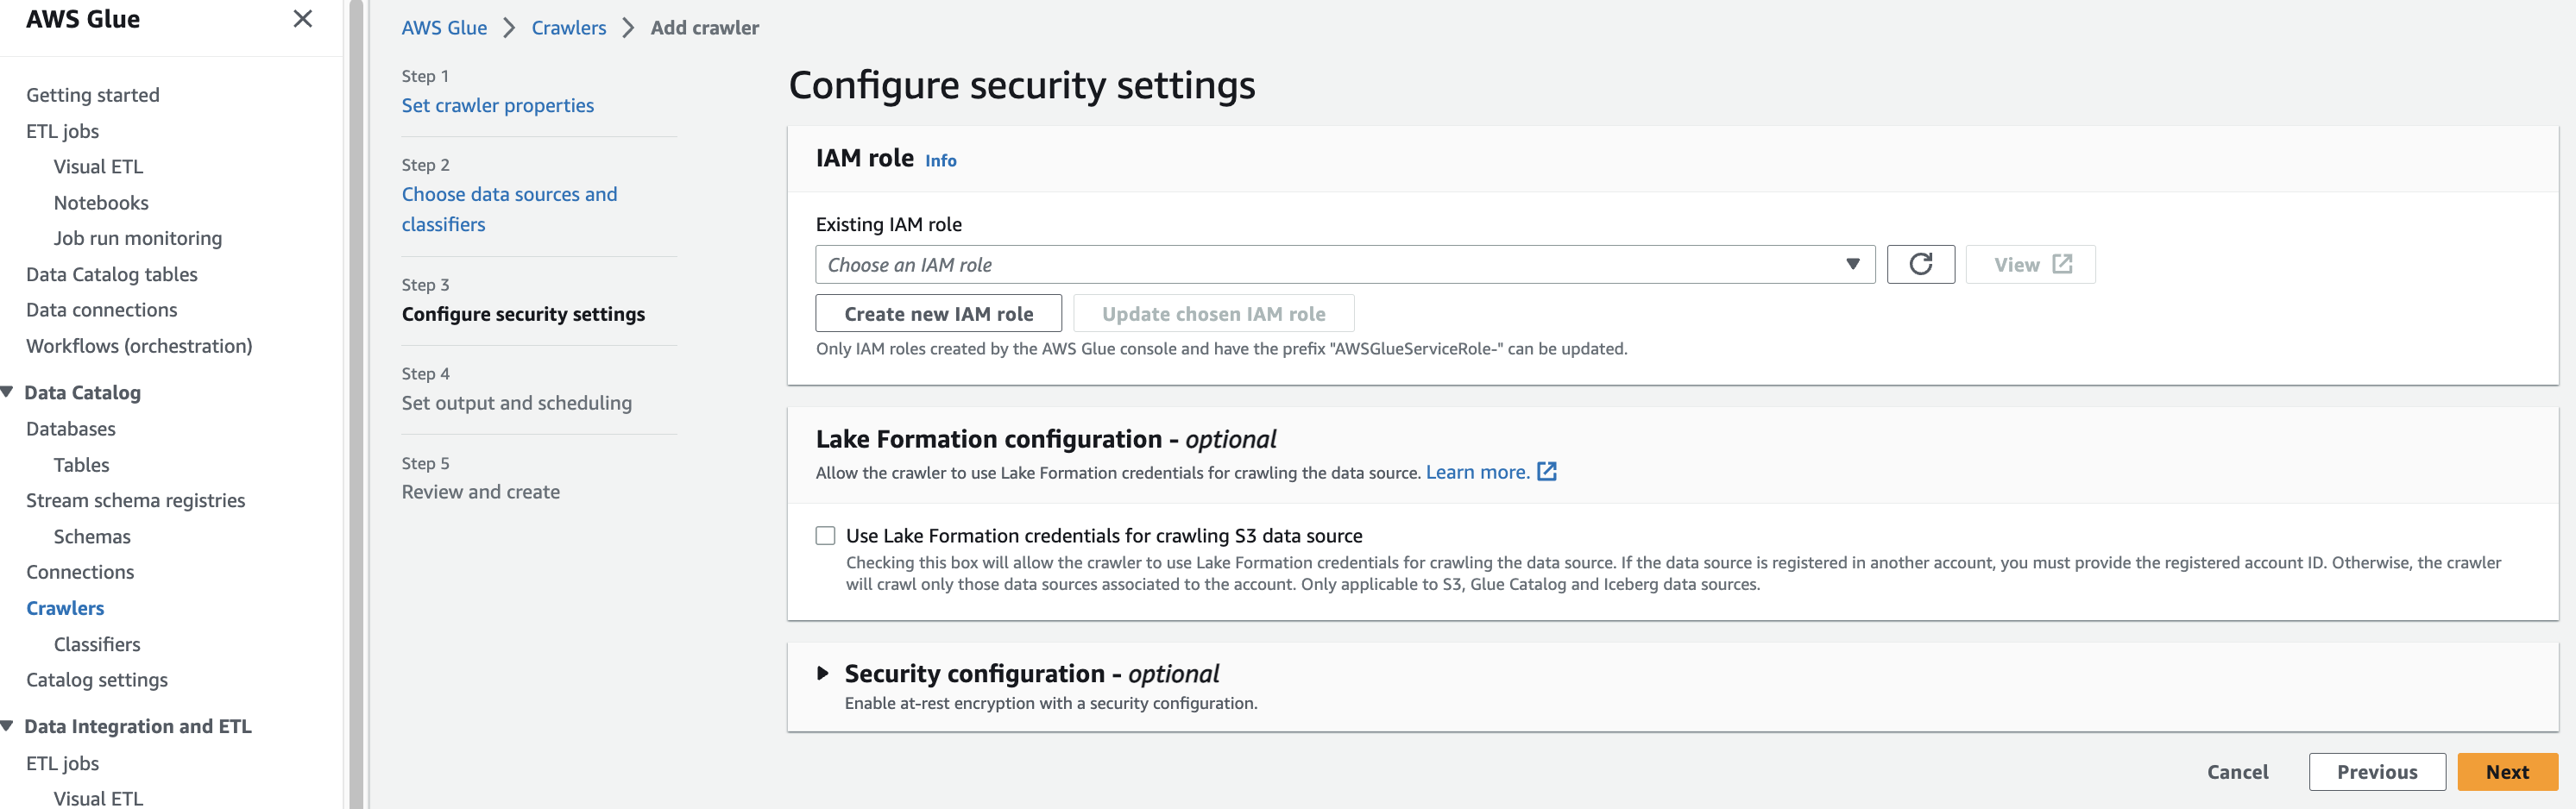 AWS Glue
Getting started
ETL jobs
Visual ETL
Notebooks
Job run monitoring
Data Catalog tables
Data connections
Workflows (orchestration)
Data Catalog
Databases
Tables
Stream schema registries
Schemas
Connections
Crawlers
Classifiers
Catalog settings
Data Integration and ETL
ETL jobs
Visual ETL
AWS Glue > Crawlers > Add crawler
Step 1
Set crawler properties
Step 2
Choose data sources and
classifiers
Step 3
Configure security settings
Step 4
Set output and scheduling
Step 5
Review and create
Configure security settings
IAM role Info
Existing IAM role
Choose an IAM role
View
Create new IAM role
Update chosen IAM role
Only IAM roles created by the AWS Glue console and have the prefix "AWSGlueServiceRole-" can be updated.
Lake Formation configuration - optional
Allow the crawler to use Lake Formation credentials for crawling the data source. Learn more.
Use Lake Formation credentials for crawling S3 data source
Checking this box will allow the crawler to use Lake Formation credentials for crawling the data source. If the data source is registered in another account, you must provide the registered account ID. Otherwise, the crawler
will crawl only those data sources associated to the account. Only applicable to S3, Glue Catalog and Iceberg data sources.
Security configuration - optional
Enable at-rest encryption with a security configuration.
Cancel
Previous
Next